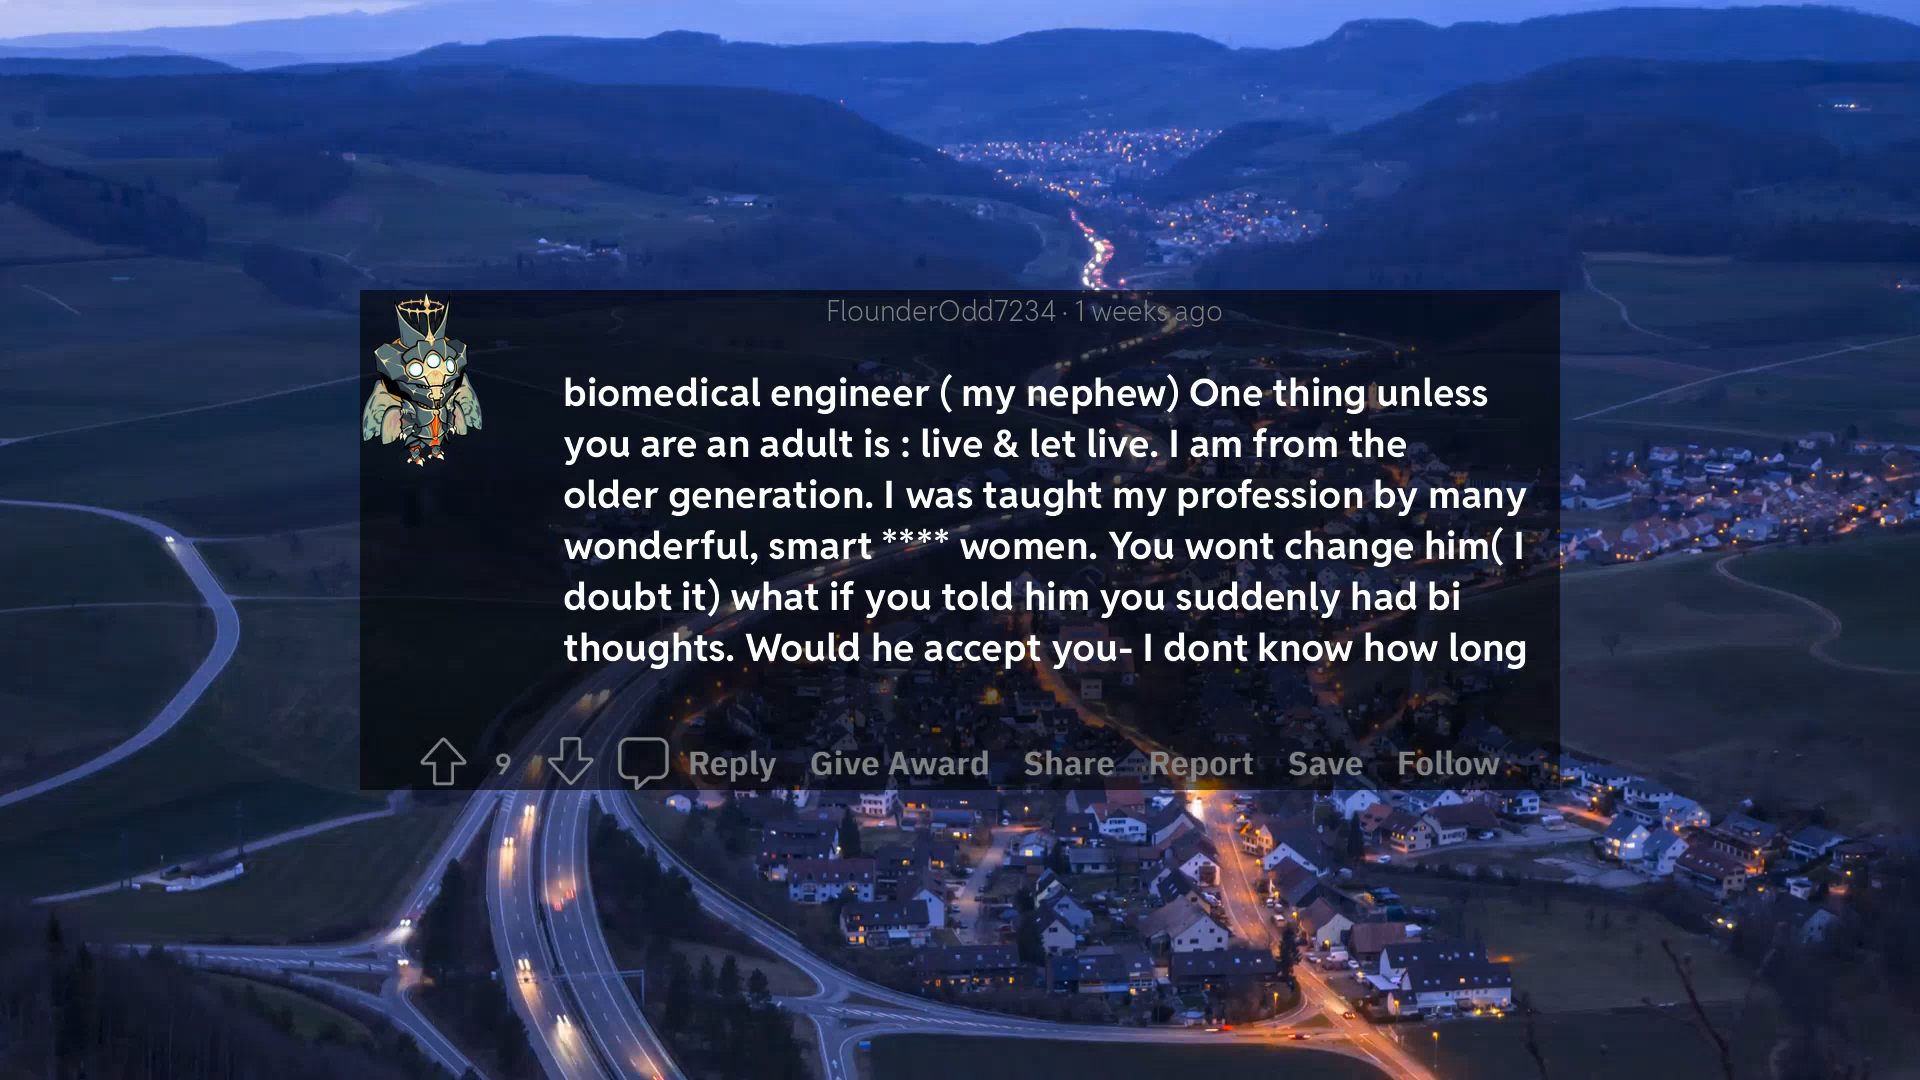 FlounderOdd7234 · 1 weeks ago
biomedical engineer ( my nephew) One thing unless
you are an adult is : live & let live. I am from the
older generation. I was taught my profession by many
wonderful, smart **** women. You wont change him( I
doubt it) what if you told him you suddenly had bi
thoughts. Would he accept you- I dont know how long
9 Reply Give Award Share Report Save Follow